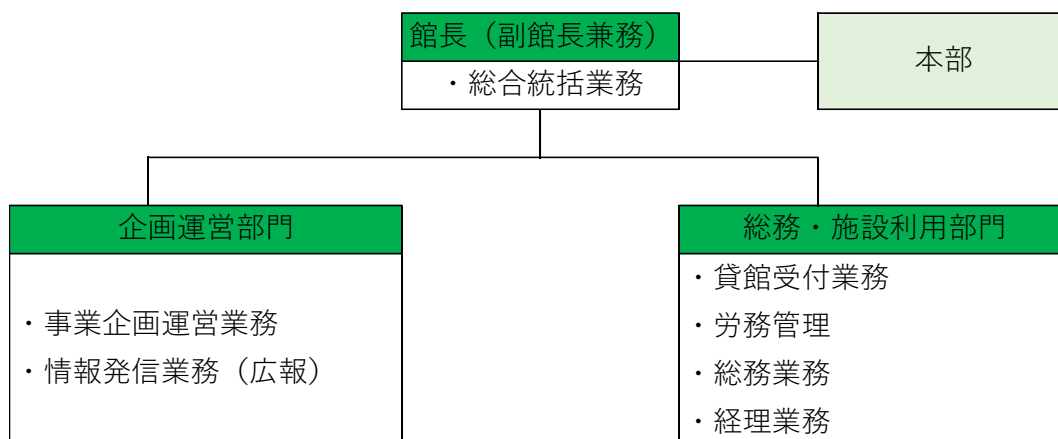 館長（副館長兼務）
・総合統括業務
本部
企画運営部門
・事業企画運営業務
・情報発信業務（広報）
総務・施設利用部門
・貸館受付業務
・労務管理
・総務業務
・経理業務